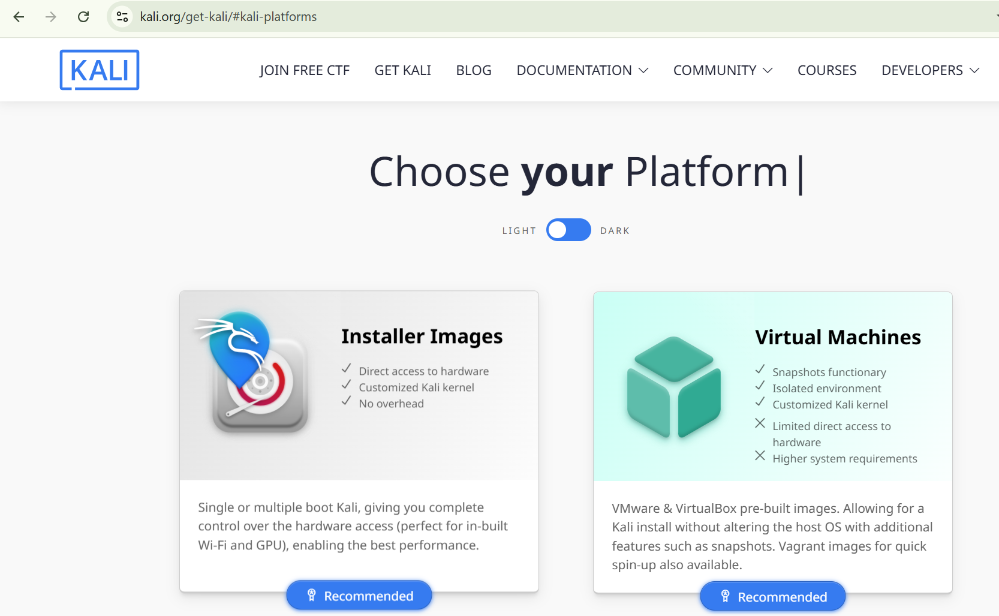 kali.org/get-kali/#kali-platforms
KALI
JOIN FREE CTF GET KALI BLOG DOCUMENTATION COMMUNITY COURSES DEVELOPERS
Choose your Platform|
LIGHT DARK
Installer Images
Direct access to hardware
Customized Kali kernel
No overhead
Single or multiple boot Kali, giving you complete
control over the hardware access (perfect for in-built
Wi-Fi and GPU), enabling the best performance.
Recommended
Virtual Machines
Snapshots functionary
Isolated environment
Customized Kali kernel
Limited direct access to
hardware
Higher system requirements
VMware & VirtualBox pre-built images. Allowing for a
Kali install without altering the host OS with additional
features such as snapshots. Vagrant images for quick
spin-up also available.
Recommended